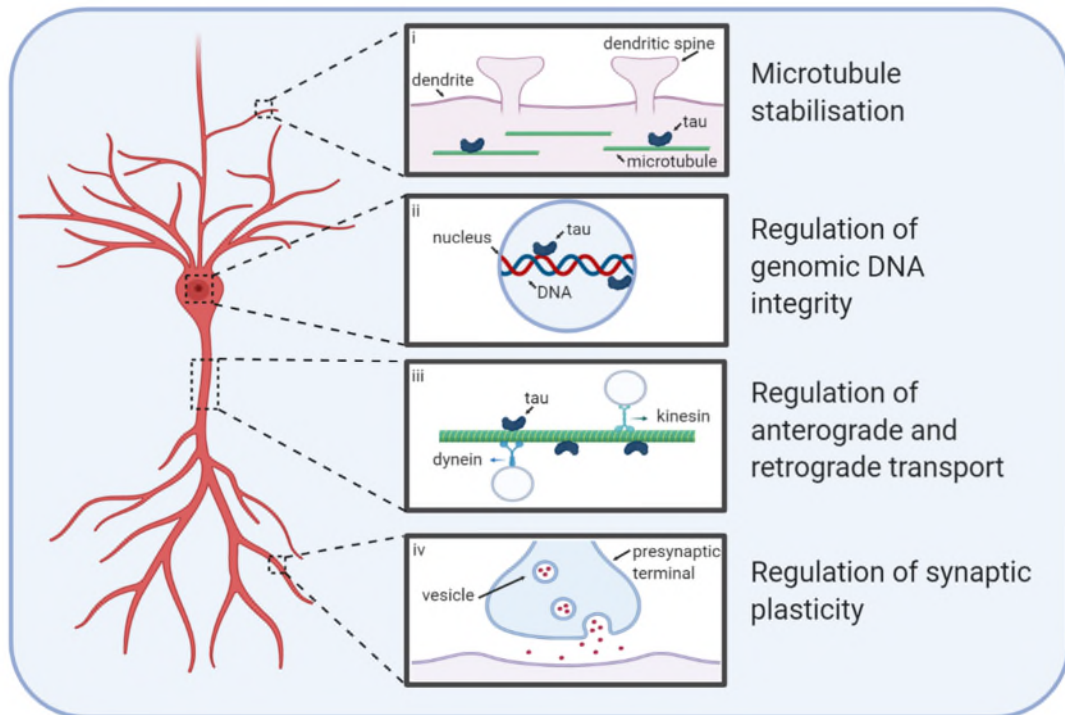 i
dendritic spine
dendrite
tau
microtubule
Microtubule
stabilisation
ii
nucleus
tau
DNA
Regulation of
genomic DNA
integrity
iii
tau
kinesin
dynein
Regulation of
anterograde and
retrograde transport
iv
presynaptic
terminal
vesicle
Regulation of synaptic
plasticity